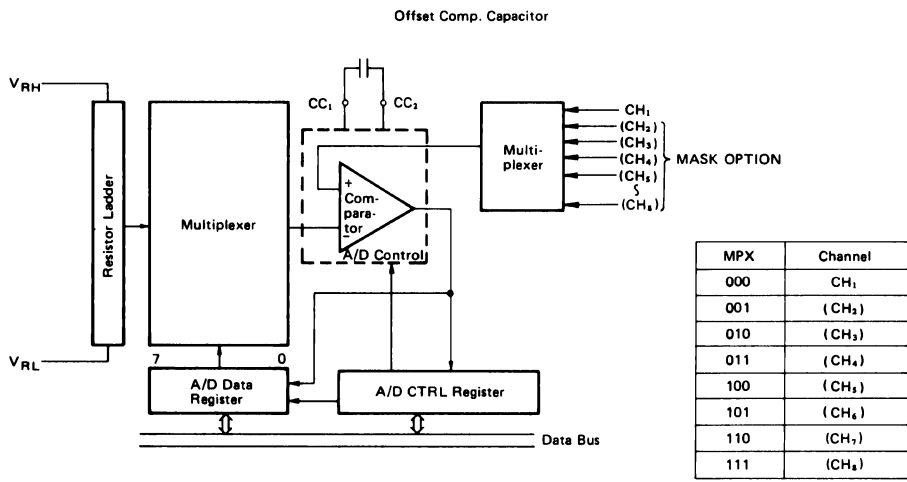 Offset Comp. Capacitor
V_RH
CC₁
CC₂
CH₁
(CH₂)
(CH₃)
(CH₄)
(CH₅)
(CH₈)
MASK OPTION
Resistor Ladder
Multiplexer
Multi-
plexer
+
Com-
para-
tor
−
A/D Control
V_RL
7
0
A/D Data
Register
A/D CTRL Register
Data Bus
MPX Channel
000 CH₁
001 (CH₂)
010 (CH₃)
011 (CH₄)
100 (CH₅)
101 (CH₆)
110 (CH₇)
111 (CH₈)